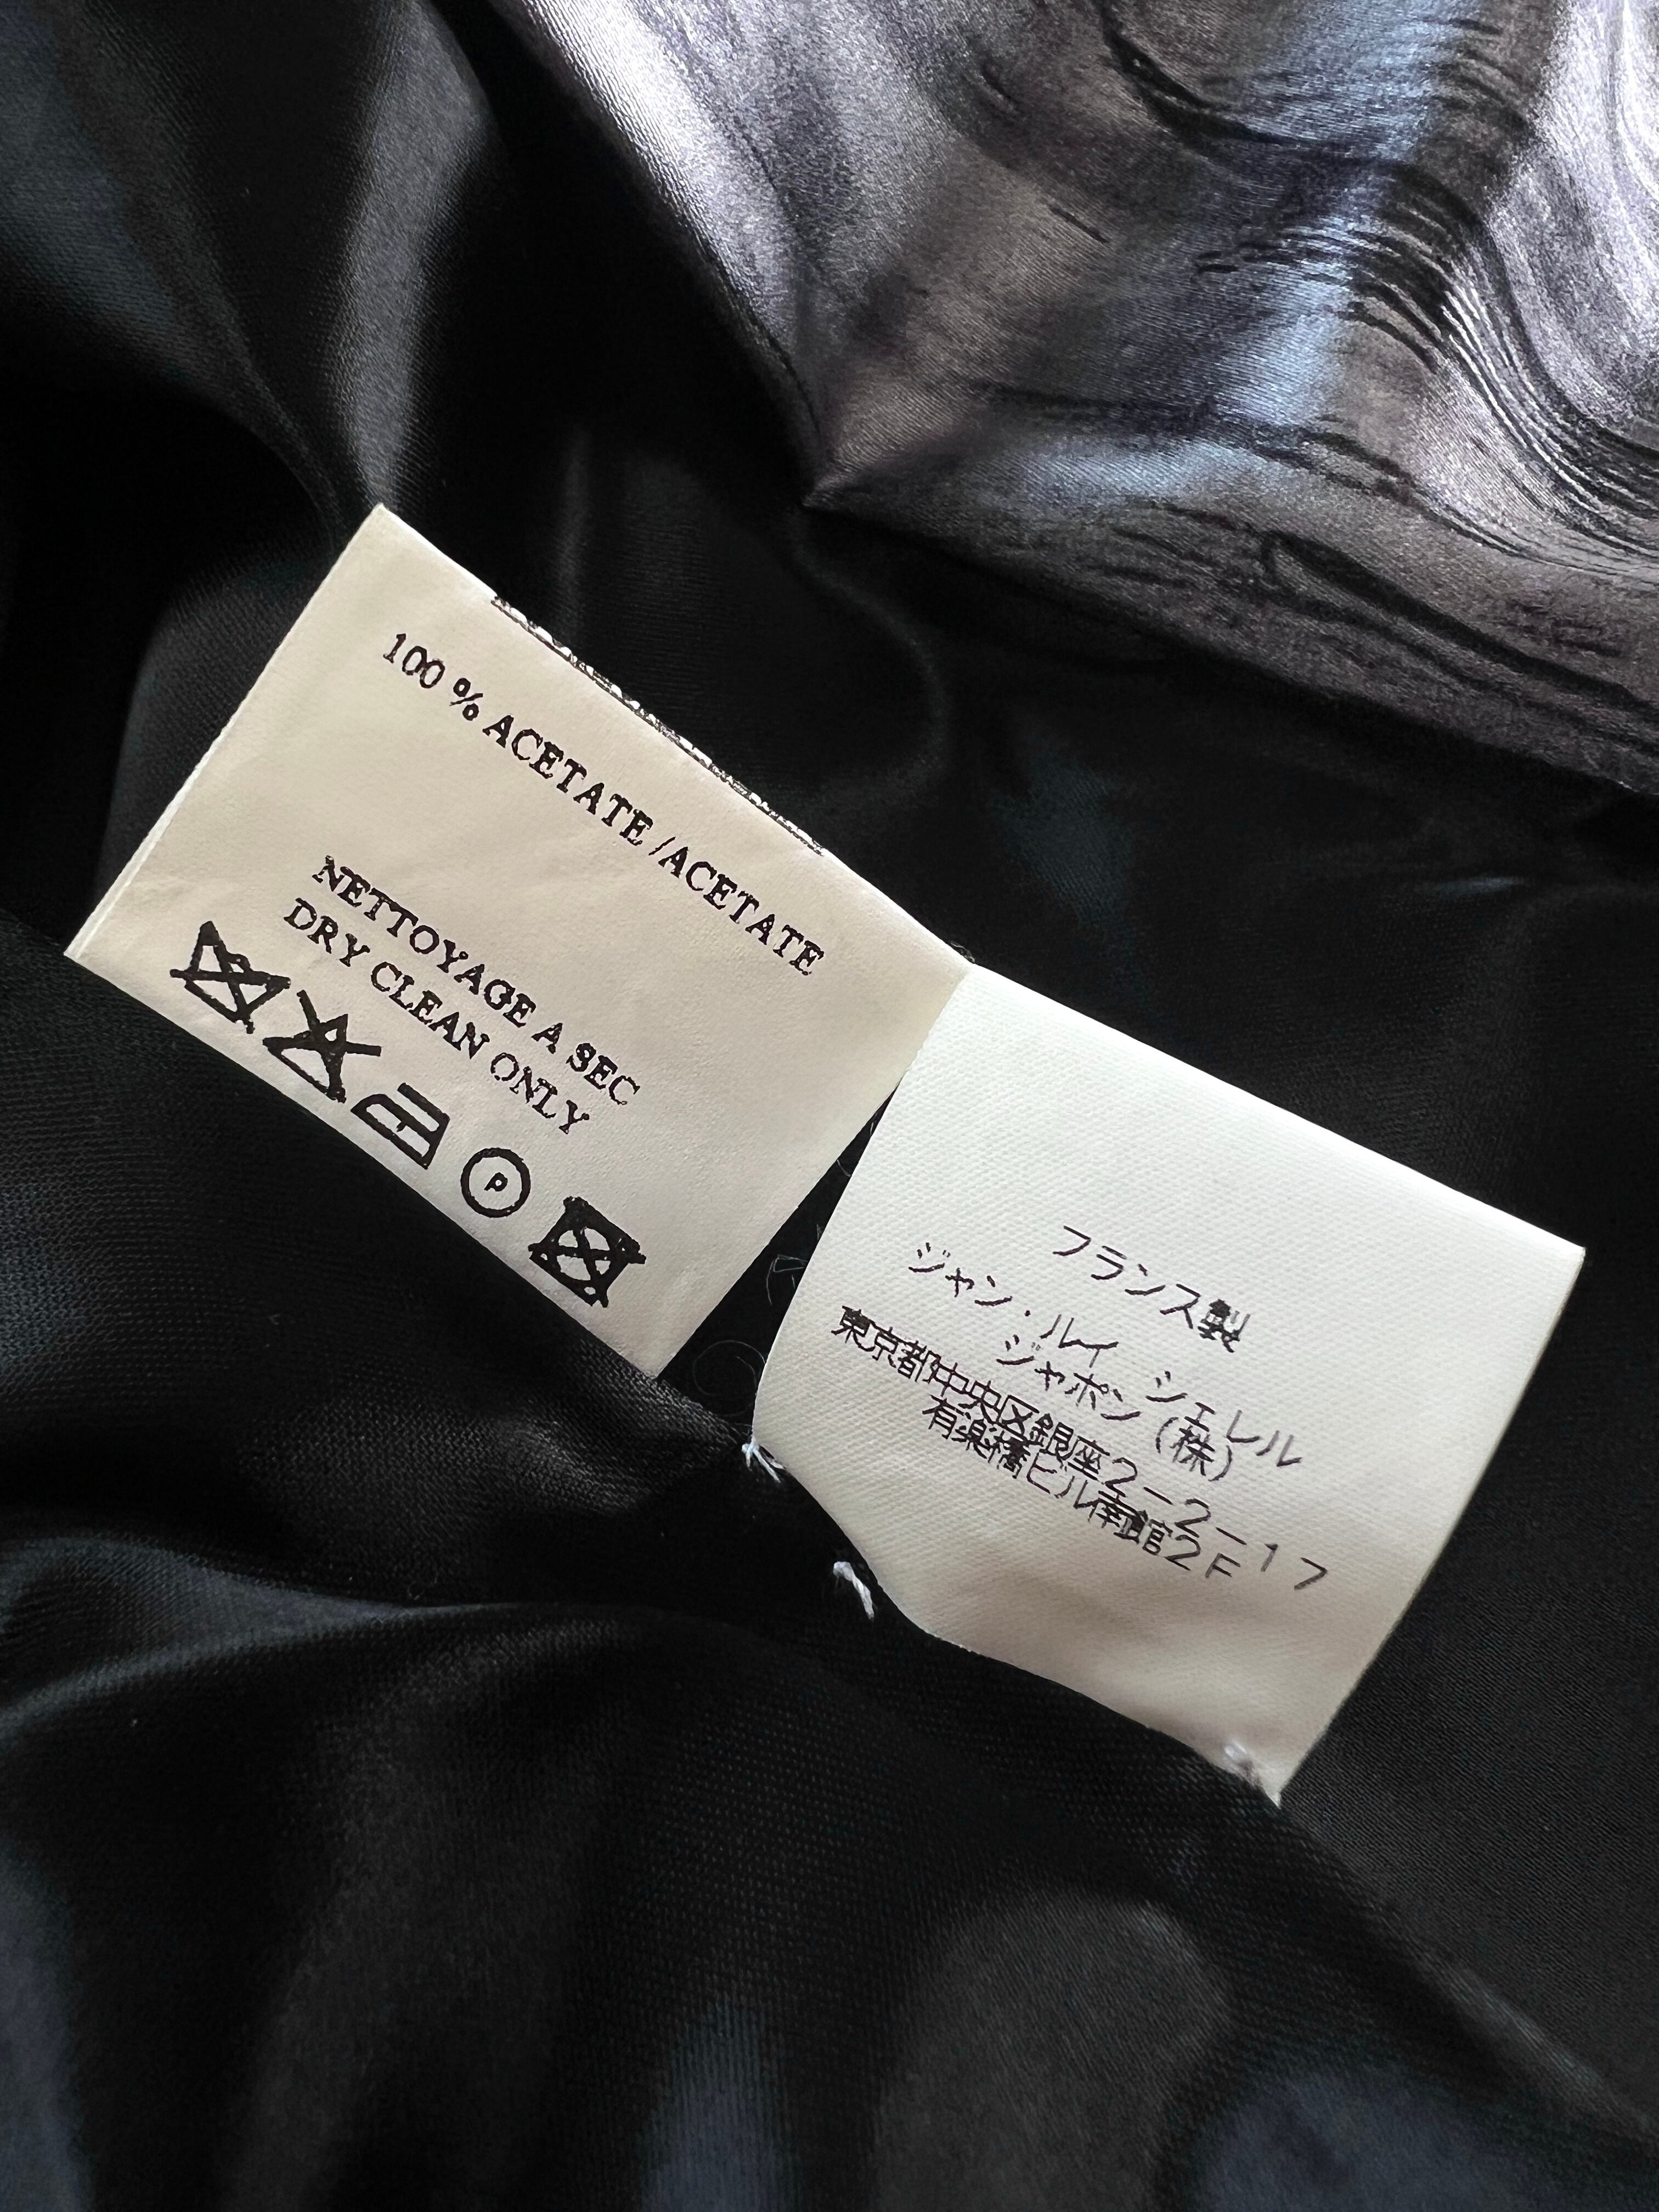 100 % ACETATE /ACETATE
NETTOYAGE A SEC
DRY CLEAN ONLY
P
フランス製
ジャン・ルイ シェレル
ジャポン(株)
東京都中央区銀座2-2-17
有楽橋ビル南館2F